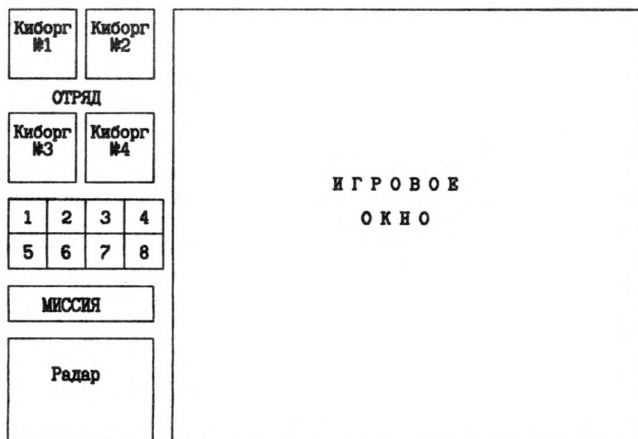 Киборг Киборг
№1 №2
ОТРЯД
Киборг Киборг
№3 №4
1 2 3 4
5 6 7 8
МИССИЯ
Радар
ИГРОВОЕ
ОКНО